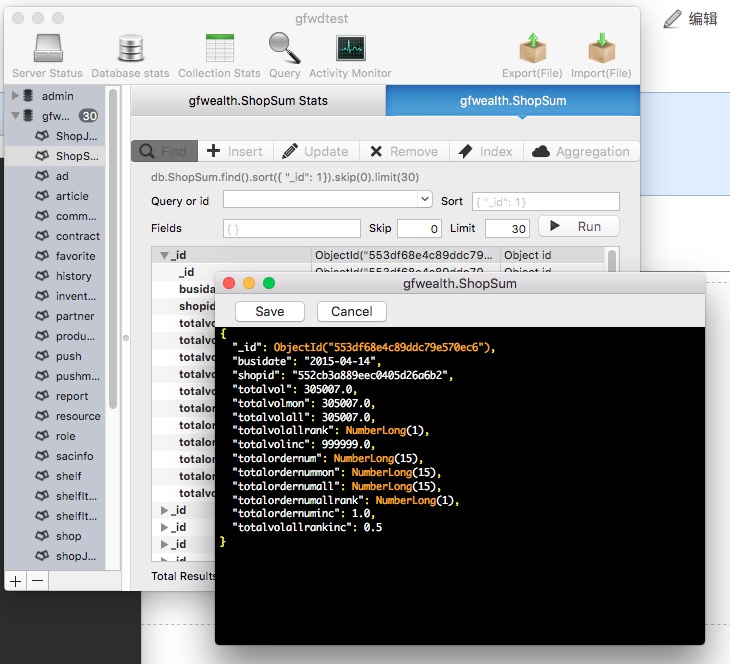 gfwdtest
编辑
Server Status Database stats Collection Stats Query Activity Monitor Export(File) Import(File)
admin
gfw... 30
ShopJ...
ShopS...
ad
article
comm...
contract
favorite
history
invent...
partner
produ...
push
pushm...
report
resource
role
sacinfo
shelf
shelfIt...
shelfIt...
shop
shopJ...
gfwealth.ShopSum Stats gfwealth.ShopSum
Find Insert Update Remove Index Aggregation
db.ShopSum.find().sort({ "_id": 1}).skip(0).limit(30)
Query or id Sort { "_id": 1}
Fields { } Skip 0 Limit 30 Run
_id ObjectId("553df68e4c89ddc79... Object id
_id ObjectId("553df68e4c89ddc79... Object id
busida
shopid
totalvo
totalvo
totalvo
totalvo
totalvo
totalor
totalor
totalor
totalor
totalor
totalvo
_id
_id
_id
_id
Total Results
gfwealth.ShopSum
Save Cancel
{
"_id": ObjectId("553df68e4c89ddc79e570ec6"),
"busidate": "2015-04-14",
"shopid": "552cb3a889eec0405d26a6b2",
"totalvol": 305007.0,
"totalvolmon": 305007.0,
"totalvolall": 305007.0,
"totalvolallrank": NumberLong(1),
"totalvolinc": 999999.0,
"totalordernum": NumberLong(15),
"totalordernummon": NumberLong(15),
"totalordernumall": NumberLong(15),
"totalordernumallrank": NumberLong(1),
"totalordernuminc": 1.0,
"totalvolallrankinc": 0.5
}